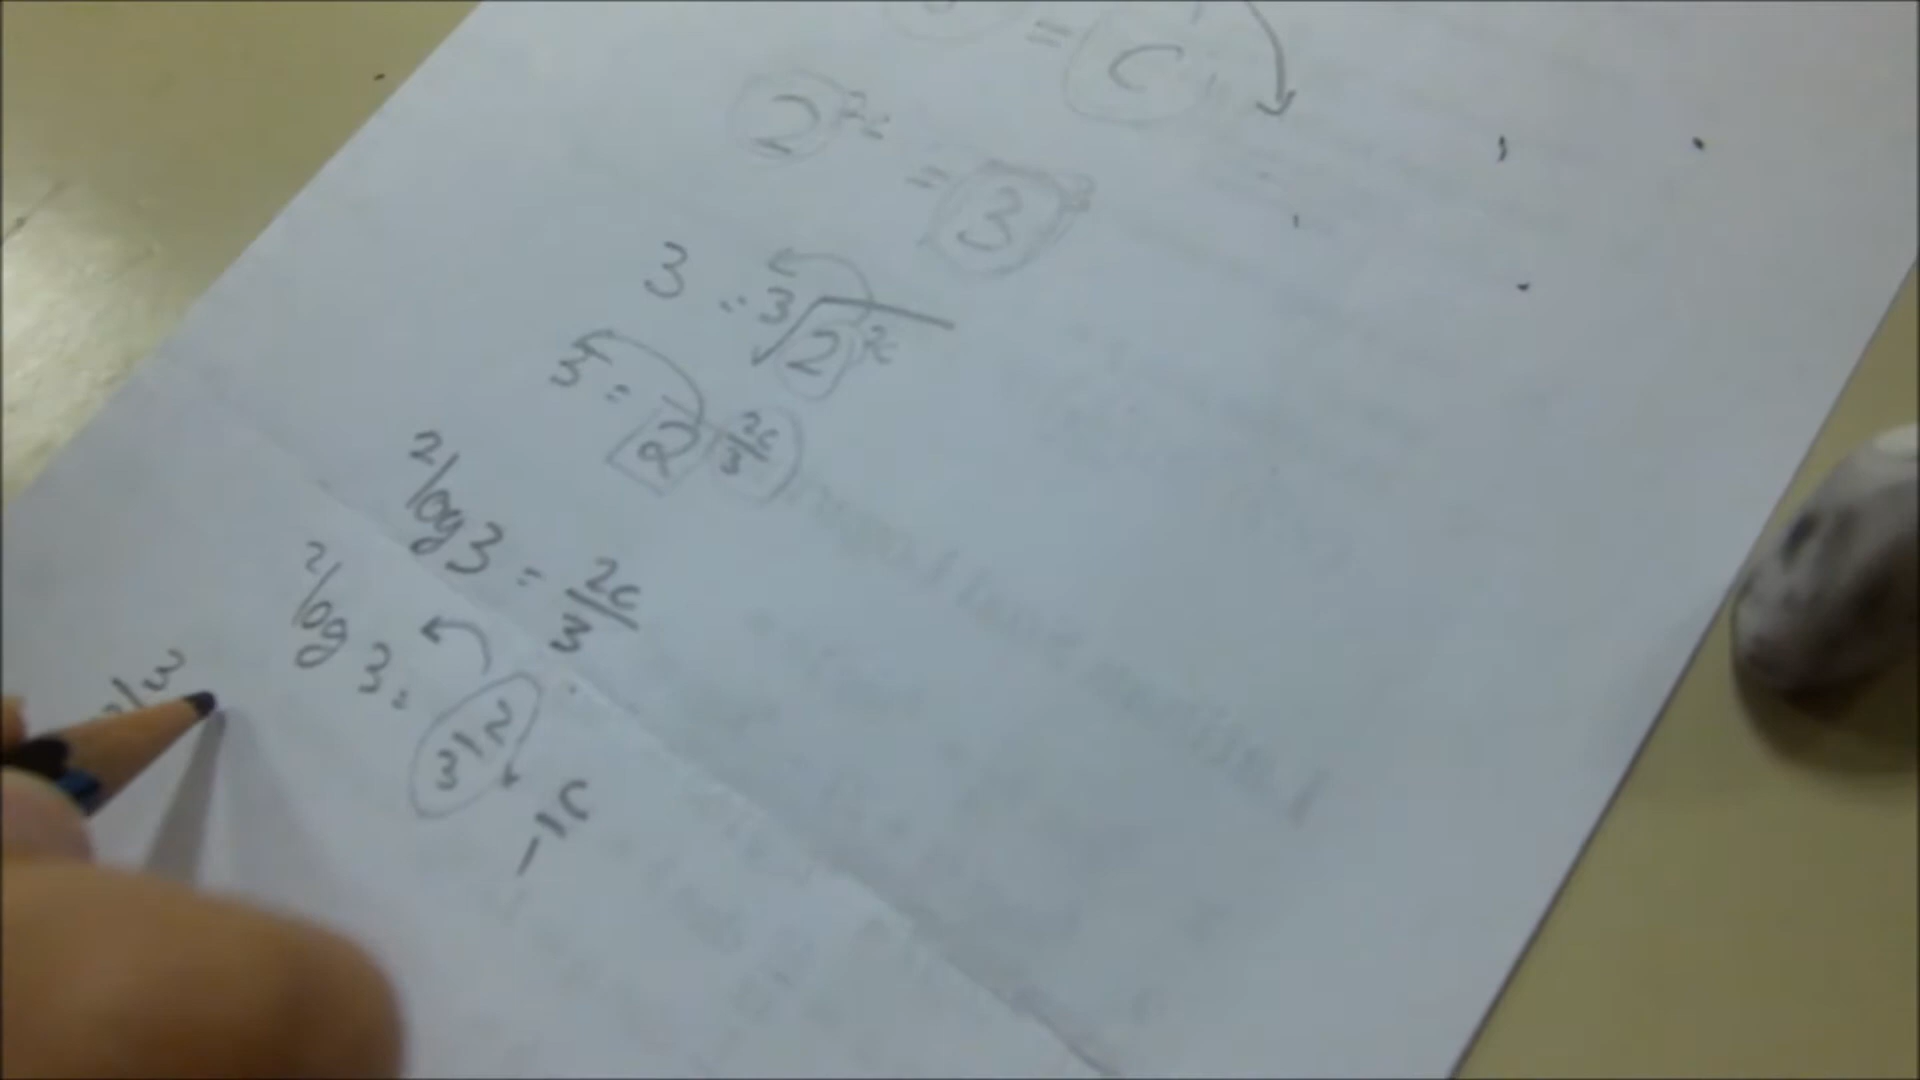 = C
2^{2c} = 3^3
3 = ∛(2^{2c})
3 = 2^{2c/3}
²log 3 = 2c/3
²log 3 = 2/3 · c/1
3